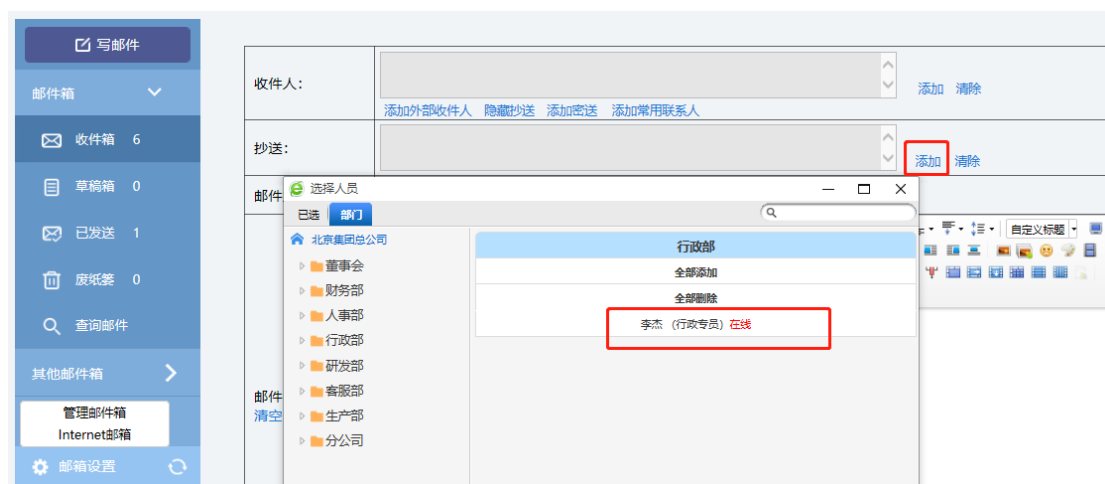 写邮件
邮件箱
收件箱 6
草稿箱 0
已发送 1
废纸篓 0
查询邮件
其他邮件箱
管理邮件箱
Internet邮箱
邮箱设置
收件人：
添加 清除
添加外部收件人 隐藏抄送 添加密送 添加常用联系人
抄送：
添加 清除
邮件
选择人员
已选 部门
北京集团总公司
董事会
财务部
人事部
行政部
研发部
客服部
生产部
分公司
行政部
全部添加
全部删除
李杰 （行政专员）在线
自定义标题
邮件
清空